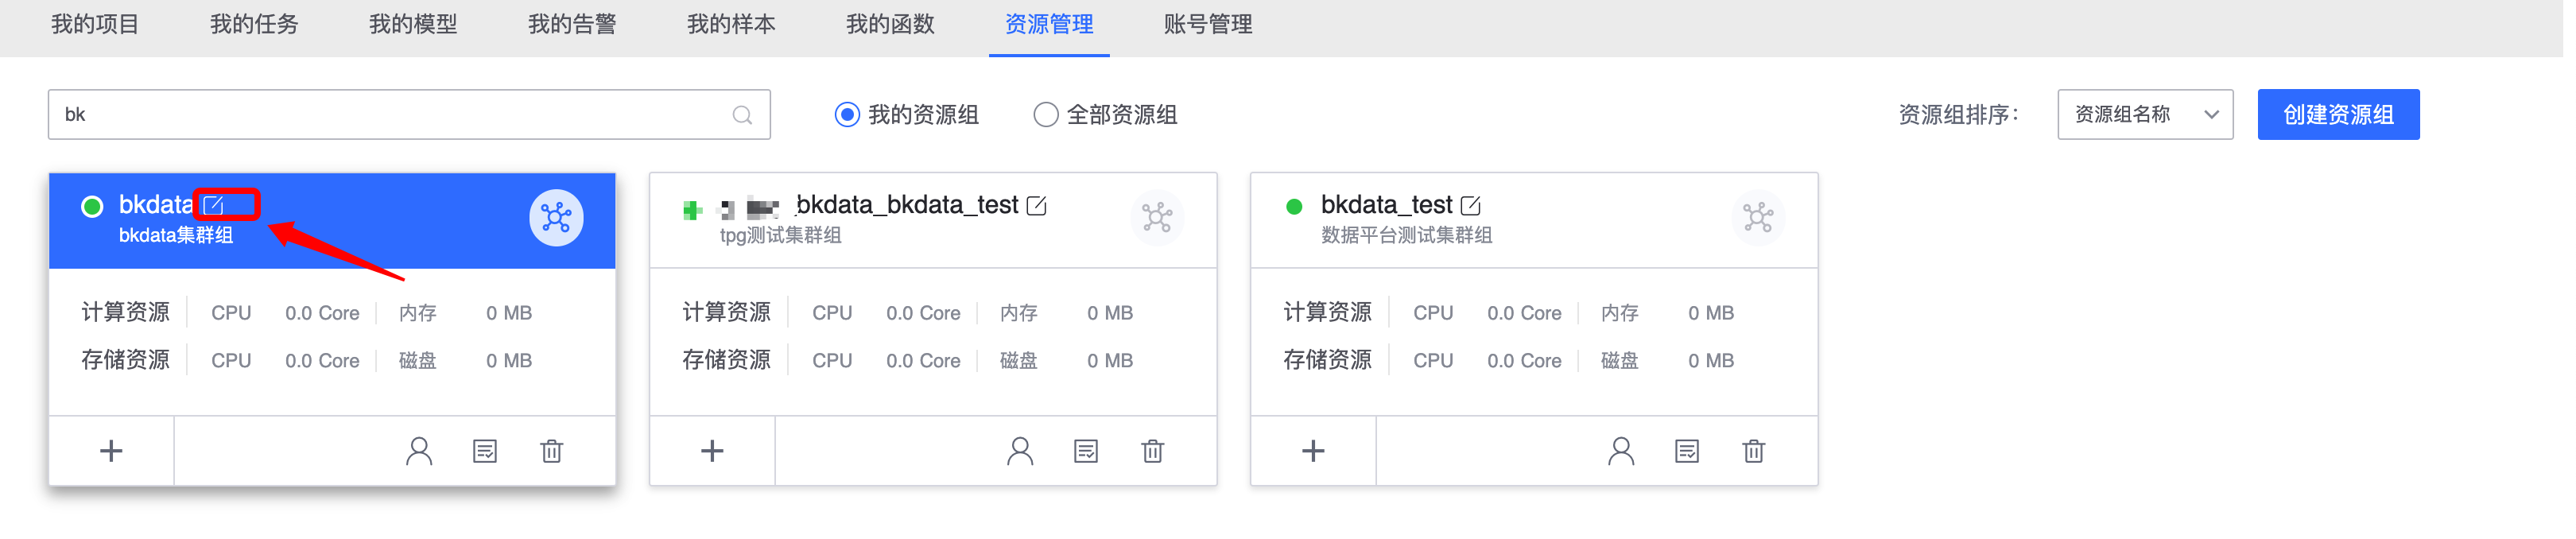 我的项目 我的任务 我的模型 我的告警 我的样本 我的函数 资源管理 账号管理
bk 我的资源组 全部资源组 资源组排序： 资源组名称 创建资源组
bkdata
bkdata集群组
计算资源 CPU 0.0 Core 内存 0 MB
存储资源 CPU 0.0 Core 磁盘 0 MB
_bkdata_bkdata_test
tpg测试集群组
计算资源 CPU 0.0 Core 内存 0 MB
存储资源 CPU 0.0 Core 磁盘 0 MB
bkdata_test
数据平台测试集群组
计算资源 CPU 0.0 Core 内存 0 MB
存储资源 CPU 0.0 Core 磁盘 0 MB